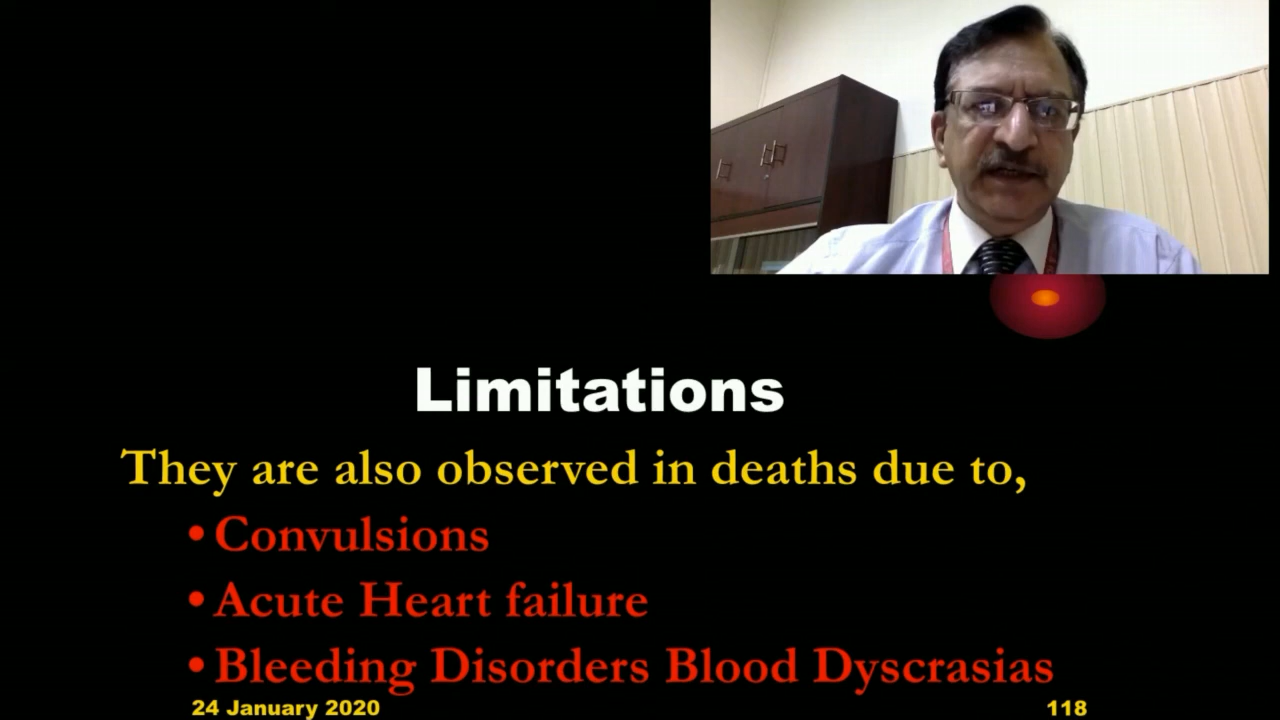 Limitations
They are also observed in deaths due to,
• Convulsions
• Acute Heart failure
• Bleeding Disorders Blood Dyscrasias
24 January 2020 118